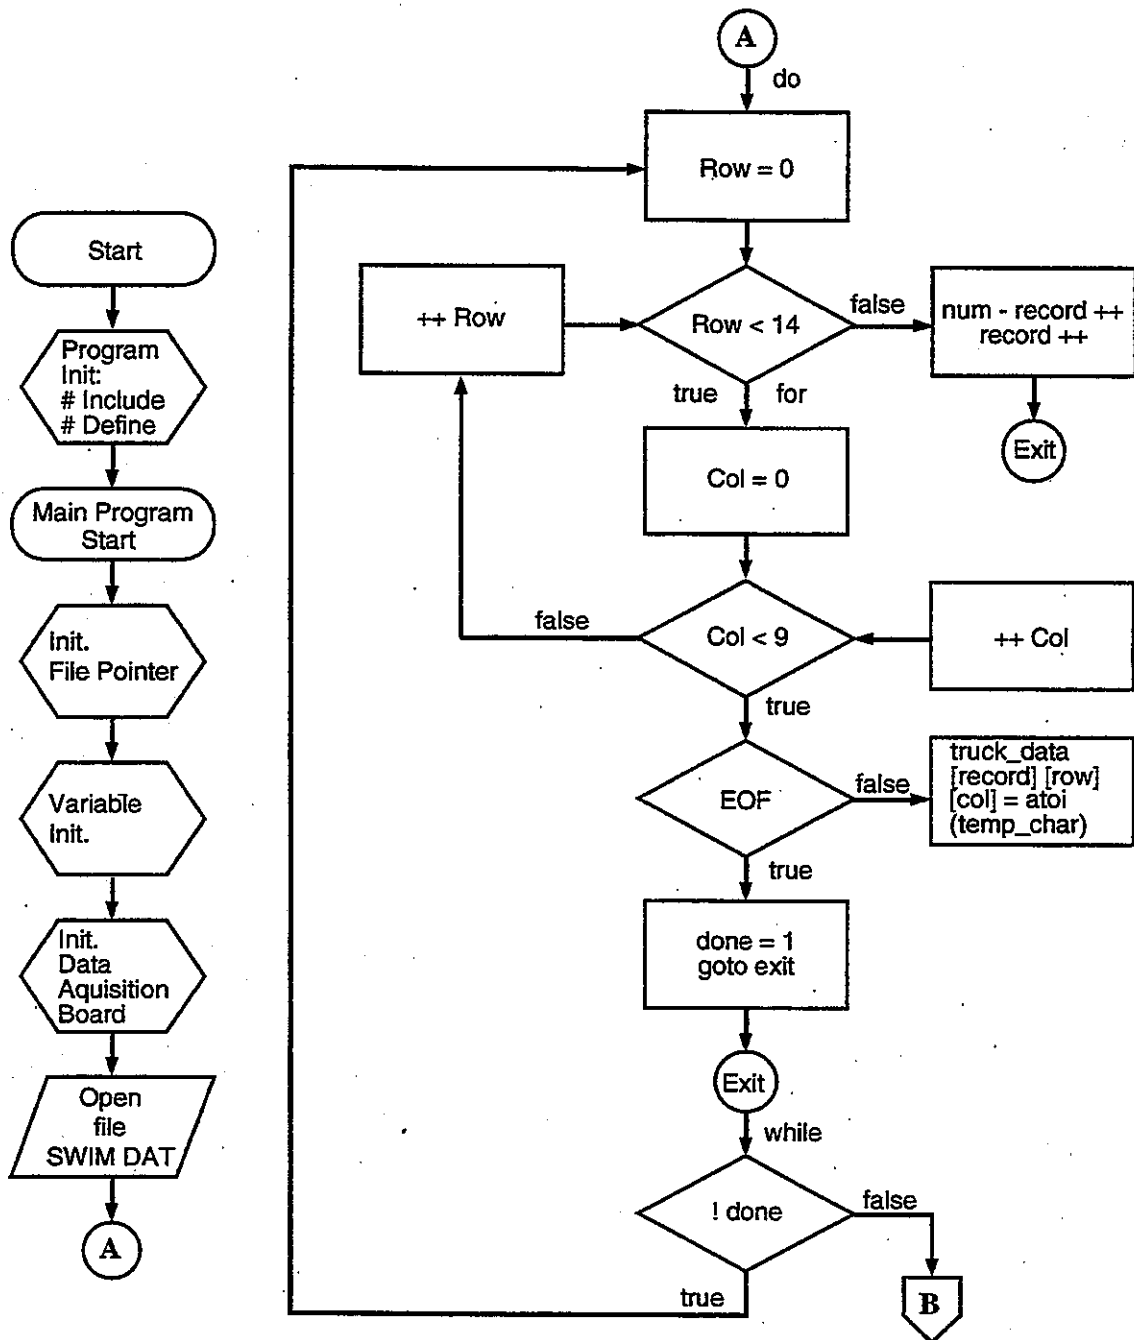 Start
Program
Init:
# Include
# Define
Main Program
Start
Init.
File Pointer
Variable
Init.
Init.
Data
Aquisition
Board
Open
file
SWIM DAT
A
A
do
Row = 0
++ Row
Row < 14
false
num - record ++
record ++
true
for
Exit
Col = 0
false
Col < 9
++ Col
true
EOF
false
truck_data
[record] [row]
[col] = atoi
(temp_char)
true
done = 1
goto exit
Exit
while
! done
false
true
B